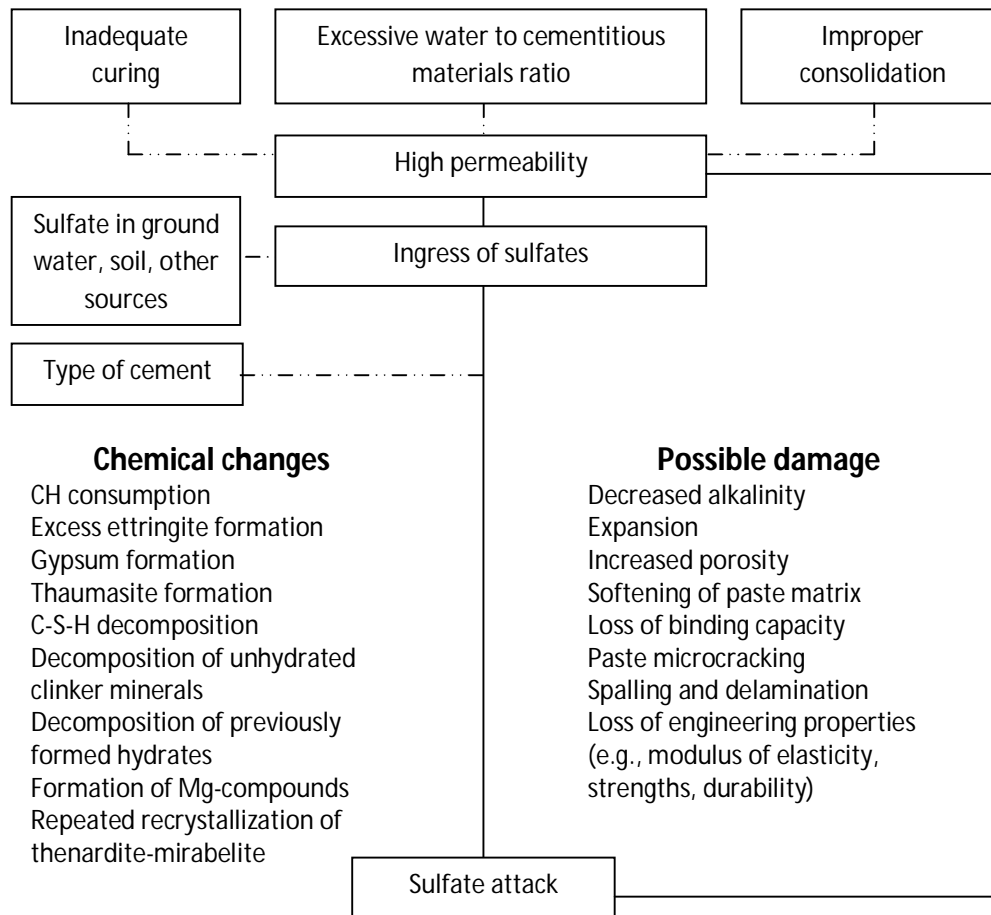 Inadequate
curing
Excessive water to cementitious
materials ratio
Improper
consolidation
High permeability
Sulfate in ground
water, soil, other
sources
Ingress of sulfates
Type of cement
Chemical changes
CH consumption
Excess ettringite formation
Gypsum formation
Thaumasite formation
C-S-H decomposition
Decomposition of unhydrated
clinker minerals
Decomposition of previously
formed hydrates
Formation of Mg-compounds
Repeated recrystallization of
thenardite-mirabelite
Possible damage
Decreased alkalinity
Expansion
Increased porosity
Softening of paste matrix
Loss of binding capacity
Paste microcracking
Spalling and delamination
Loss of engineering properties
(e.g., modulus of elasticity,
strengths, durability)
Sulfate attack